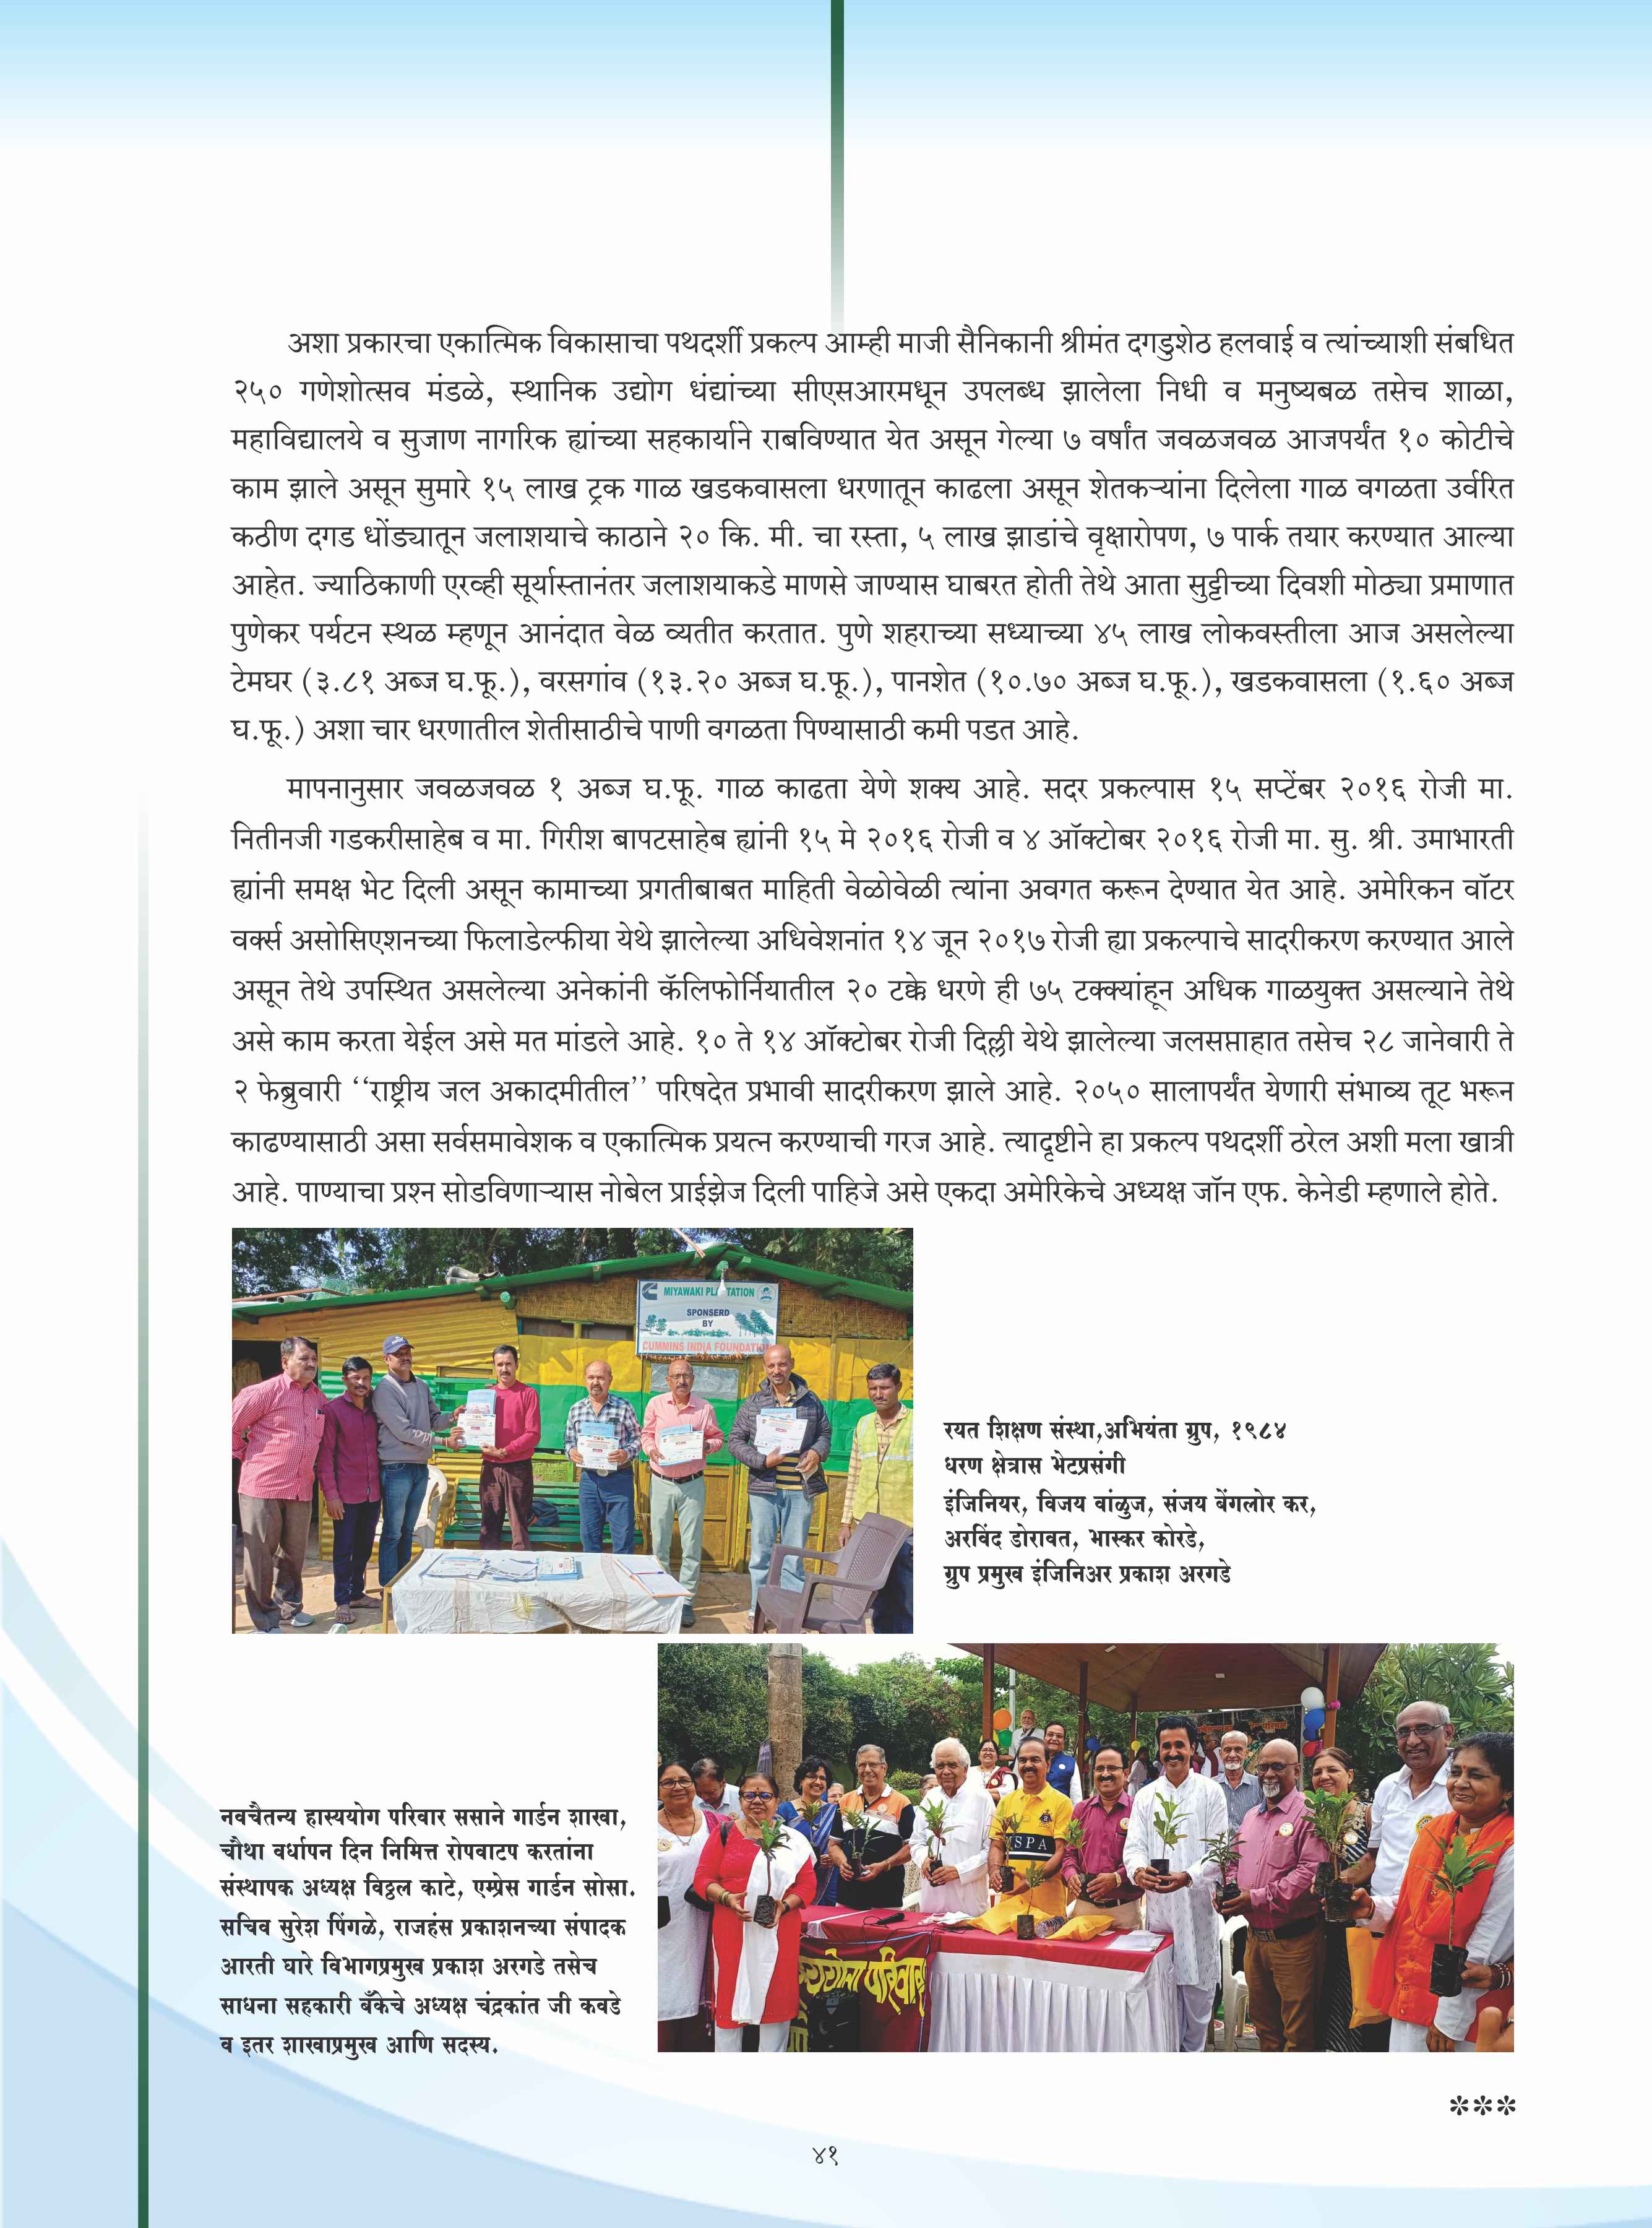 अशा प्रकारचा एकात्मिक विकासाचा पथदर्शी प्रकल्प आम्ही माजी सैनिकानी श्रीमंत दगडुशेठ हलवाई व त्यांच्याशी संबधित
२५० गणेशोत्सव मंडळे, स्थानिक उद्योग धंद्यांच्या सीएसआरमधून उपलब्ध झालेला निधी व मनुष्यबळ तसेच शाळा,
महाविद्यालये व सुजाण नागरिक ह्यांच्या सहकार्याने राबविण्यात येत असून गेल्या ७ वर्षांत जवळजवळ आजपर्यंत १० कोटीचे
काम झाले असून सुमारे १५ लाख ट्रक गाळ खडकवासला धरणातून काढला असून शेतकऱ्यांना दिलेला गाळ वगळता उर्वरित
कठीण दगड धोंड्यातून जलाशयाचे काठाने २० कि. मी. चा रस्ता, ५ लाख झाडांचे वृक्षारोपण, ७ पार्क तयार करण्यात आल्या
आहेत. ज्याठिकाणी एरव्ही सूर्यास्तानंतर जलाशयाकडे माणसे जाण्यास घाबरत होती तेथे आता सुट्टीच्या दिवशी मोठ्या प्रमाणात
पुणेकर पर्यटन स्थळ म्हणून आनंदात वेळ व्यतीत करतात. पुणे शहराच्या सध्याच्या ४५ लाख लोकवस्तीला आज असलेल्या
टेमघर (३.८१ अब्ज घ.फू.), वरसगांव (१३.२० अब्ज घ.फू.), पानशेत (१०.७० अब्ज घ.फू.), खडकवासला (१.६० अब्ज
घ.फू.) अशा चार धरणातील शेतीसाठीचे पाणी वगळता पिण्यासाठी कमी पडत आहे.
मापनानुसार जवळजवळ १ अब्ज घ.फू. गाळ काढता येणे शक्य आहे. सदर प्रकल्पास १५ सप्टेंबर २०१६ रोजी मा.
नितीनजी गडकरीसाहेब व मा. गिरीश बापटसाहेब ह्यांनी १५ मे २०१६ रोजी व ४ ऑक्टोबर २०१६ रोजी मा. सु. श्री. उमाभारती
ह्यांनी समक्ष भेट दिली असून कामाच्या प्रगतीबाबत माहिती वेळोवेळी त्यांना अवगत करून देण्यात येत आहे. अमेरिकन वॉटर
वर्क्स असोसिएशनच्या फिलाडेल्फीया येथे झालेल्या अधिवेशनांत १४ जून २०१७ रोजी ह्या प्रकल्पाचे सादरीकरण करण्यात आले
असून तेथे उपस्थित असलेल्या अनेकांनी कॅलिफोर्नियातील २० टक्के धरणे ही ७५ टक्क्यांहून अधिक गाळयुक्त असल्याने तेथे
असे काम करता येईल असे मत मांडले आहे. १० ते १४ ऑक्टोबर रोजी दिल्ली येथे झालेल्या जलसप्ताहात तसेच २८ जानेवारी ते
२ फेब्रुवारी ‘‘राष्ट्रीय जल अकादमीतील’’ परिषदेत प्रभावी सादरीकरण झाले आहे. २०५० सालापर्यंत येणारी संभाव्य तूट भरून
काढण्यासाठी असा सर्वसमावेशक व एकात्मिक प्रयत्न करण्याची गरज आहे. त्यादृष्टीने हा प्रकल्प पथदर्शी ठरेल अशी मला खात्री
आहे. पाण्याचा प्रश्न सोडविणाऱ्यास नोबेल प्राईझेज दिली पाहिजे असे एकदा अमेरिकेचे अध्यक्ष जॉन एफ. केनेडी म्हणाले होते.
MIYAWAKI PL TATION
SPONSERD
BY
CUMMINS INDIA FOUNDATI
रयत शिक्षण संस्था,अभियंता ग्रुप, १९८४
धरण क्षेत्रास भेटप्रसंगी
इंजिनियर, विजय वांळुज, संजय बेंगलोर कर,
अरविंद डोरावत, भास्कर कोरडे,
ग्रुप प्रमुख इंजिनिअर प्रकाश अरगडे
नवचैतन्य हास्ययोग परिवार ससाने गार्डन शाखा,
चौथा वर्धापन दिन निमित्त रोपवाटप करतांना
संस्थापक अध्यक्ष विठ्ठल काटे, एम्प्रेस गार्डन सोसा.
सचिव सुरेश पिंगळे, राजहंस प्रकाशनच्या संपादक
आरती घारे विभागप्रमुख प्रकाश अरगडे तसेच
साधना सहकारी बँकेचे अध्यक्ष चंद्रकांत जी कवडे
व इतर शाखाप्रमुख आणि सदस्य.
SPA
परिवार
***
४१